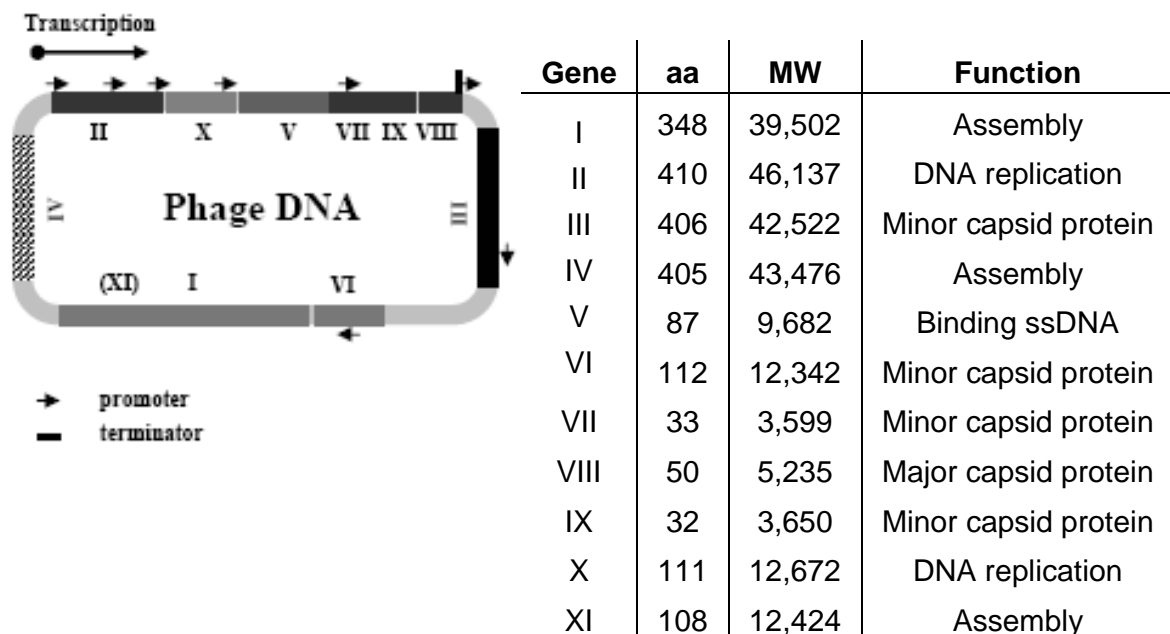 Transcription
II X V VII IX VIII
IV Phage DNA III
(XI) I VI
promoter
terminator
Gene aa MW Function
I 348 39,502 Assembly
II 410 46,137 DNA replication
III 406 42,522 Minor capsid protein
IV 405 43,476 Assembly
V 87 9,682 Binding ssDNA
VI 112 12,342 Minor capsid protein
VII 33 3,599 Minor capsid protein
VIII 50 5,235 Major capsid protein
IX 32 3,650 Minor capsid protein
X 111 12,672 DNA replication
XI 108 12,424 Assembly